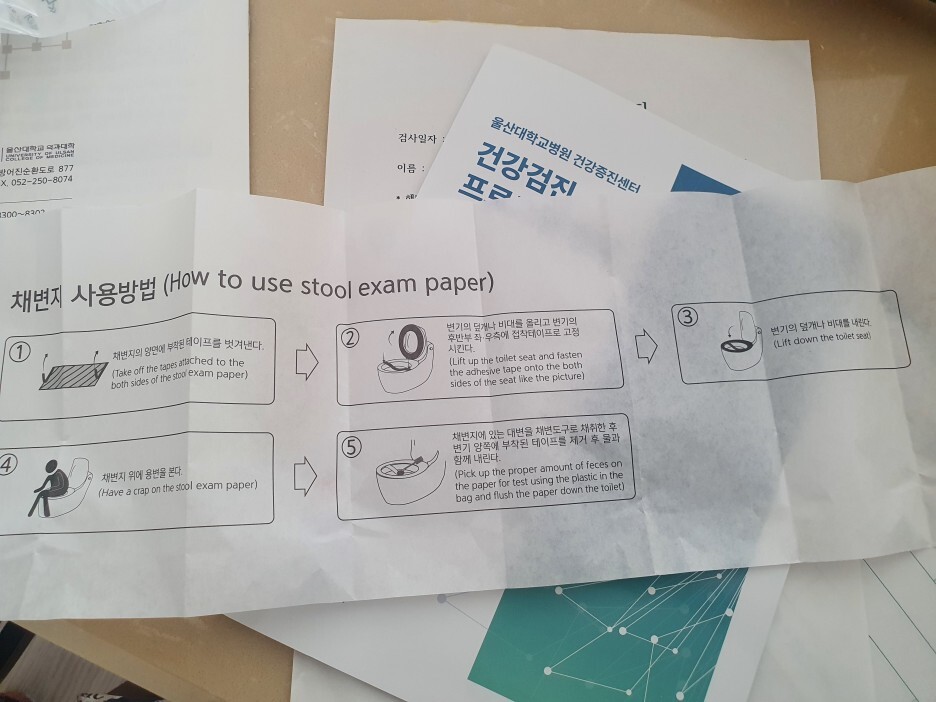 울산대학교 의과대학
UNIVERSITY OF ULSAN
COLLEGE OF MEDICINE
방어진순환도로 877
X. 052-250-8074
8300~8302
검사일자 :
이름 :
울산대학교병원 건강증진센터
건강검진
프로
채변지 사용방법 (How to use stool exam paper)
①
채변지의 양면에 부착된 테이프를 벗겨낸다.
(Take off the tapes attached to the
both sides of the stool exam paper)
②
변기의 덮개나 비대를 올리고 변기의
후반부 좌 우측에 접착테이프로 고정
시킨다.
(Lift up the toilet seat and fasten
the adhesive tape onto the both
sides of the seat like the picture)
③
변기의 덮개나 비대를 내린다.
(Lift down the toilet seat)
④
채변지 위에 용변을 본다.
(Have a crap on the stool exam paper)
⑤
채변지에 있는 대변을 채변도구로 채취한 후
변기 양쪽에 부착된 테이프를 제거 후 물과
함께 내린다.
(Pick up the proper amount of feces on
the paper for test using the plastic in the
bag and flush the paper down the toilet)